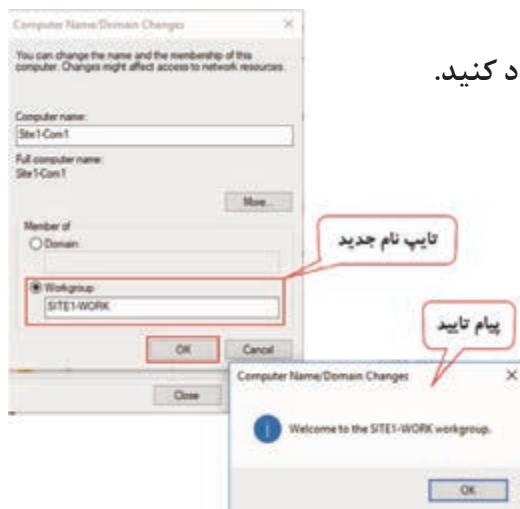 د کنید.
Computer Name/Domain Changes
You can change the name and the membership of this
computer. Changes might affect access to network resources.
Computer name:
Site1-Com1
Full computer name:
Site1-Com1
More...
Member of
Domain:
Workgroup:
SITE1-WORK
OK
Cancel
Close
تایپ نام جدید
پیام تایید
Computer Name/Domain Changes
Welcome to the SITE1-WORK workgroup.
OK